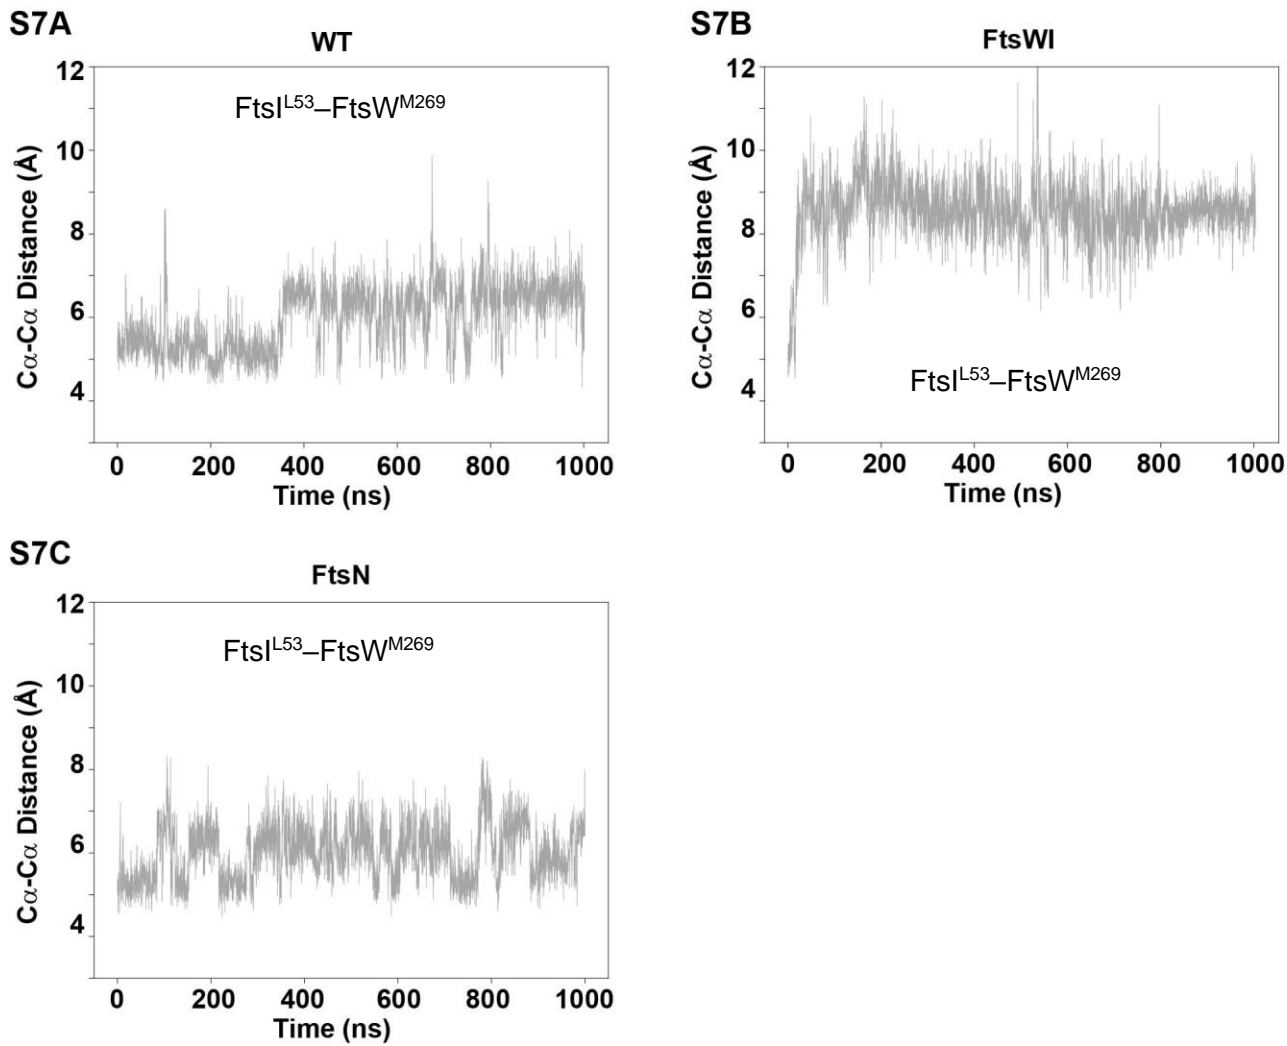 S7A
WT
FtsI^L53–FtsW^M269
12
10
8
6
4
Cα-Cα Distance (Å)
0 200 400 600 800 1000
Time (ns)
S7B
FtsWI
12
10
8
6
4
Cα-Cα Distance (Å)
FtsI^L53–FtsW^M269
0 200 400 600 800 1000
Time (ns)
S7C
FtsN
FtsI^L53–FtsW^M269
12
10
8
6
4
Cα-Cα Distance (Å)
0 200 400 600 800 1000
Time (ns)